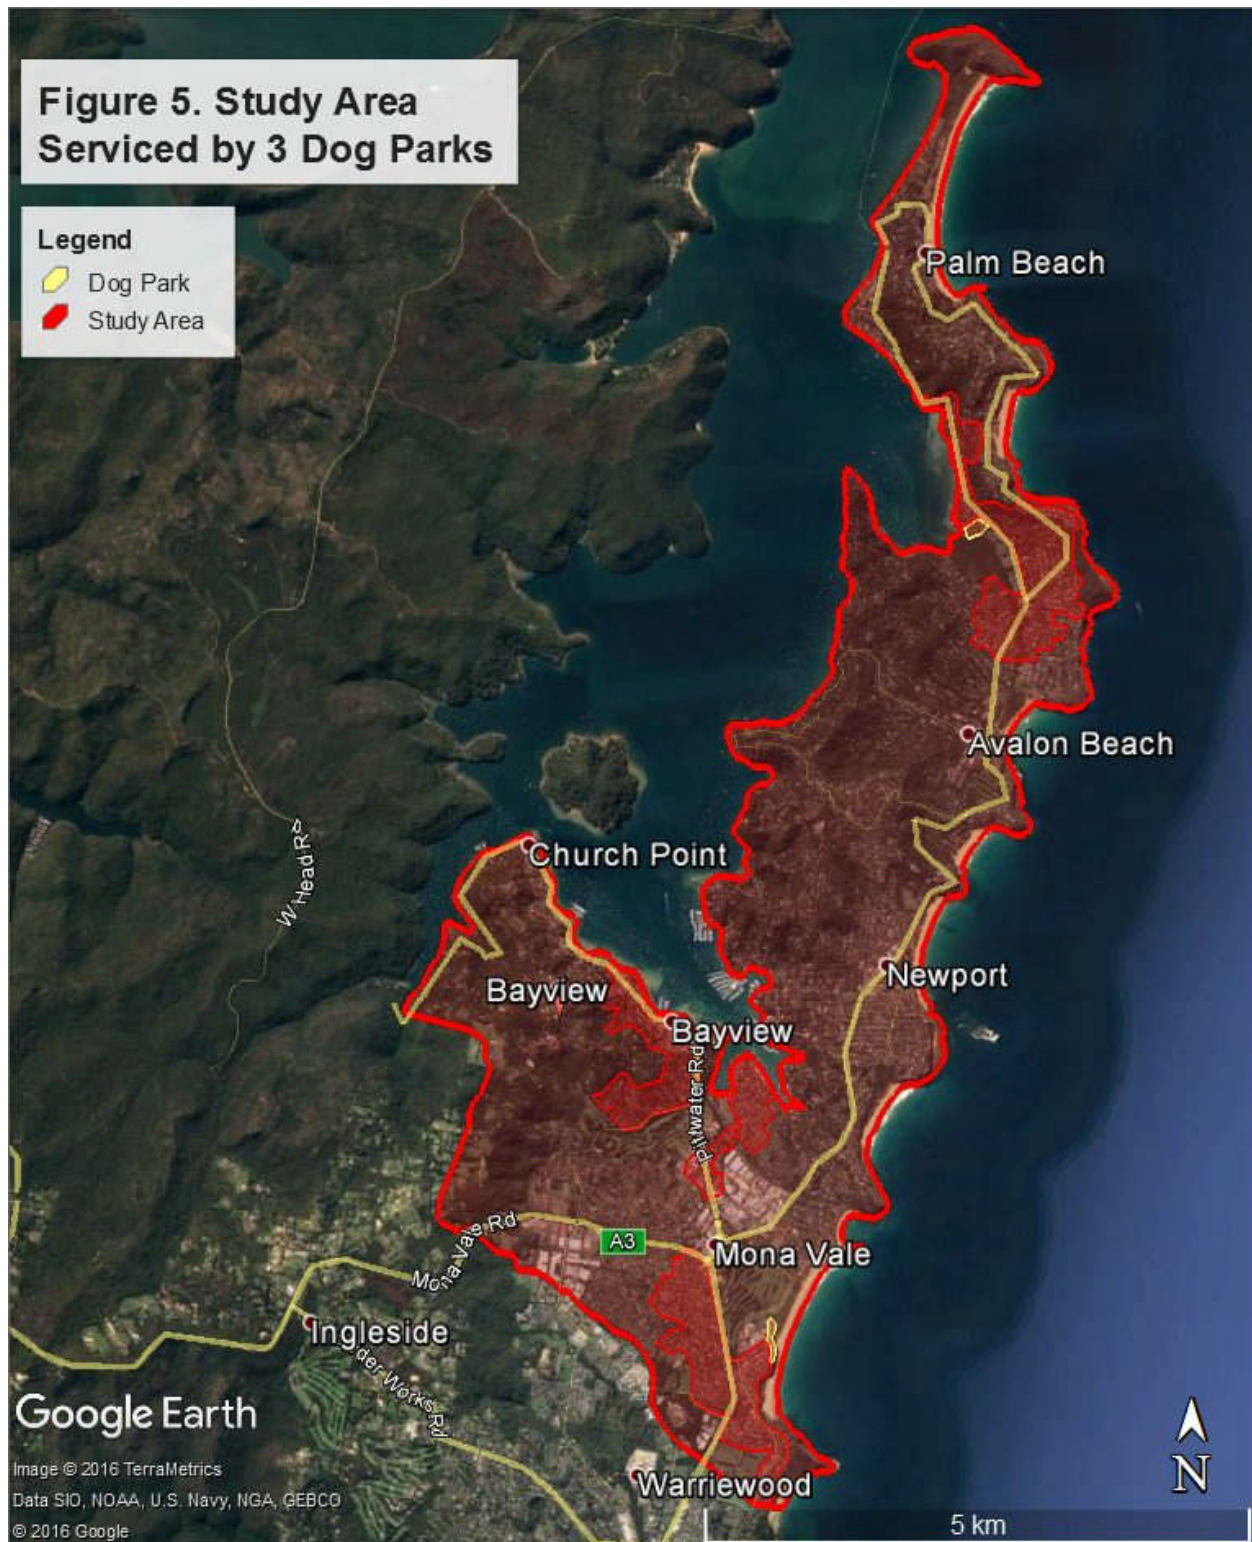 Figure 5. Study Area
Serviced by 3 Dog Parks
Legend
Dog Park
Study Area
Palm Beach
Avalon Beach
Church Point
W Head Rd
Bayview
Newport
Bayview
Pittwater Rd
Mona Vale Rd
A3
Mona Vale
Ingleside
der Works Rd
Google Earth
Warriewood
N
Image © 2016 TerraMetrics
Data SIO, NOAA, U.S. Navy, NGA, GEBCO
© 2016 Google
5 km